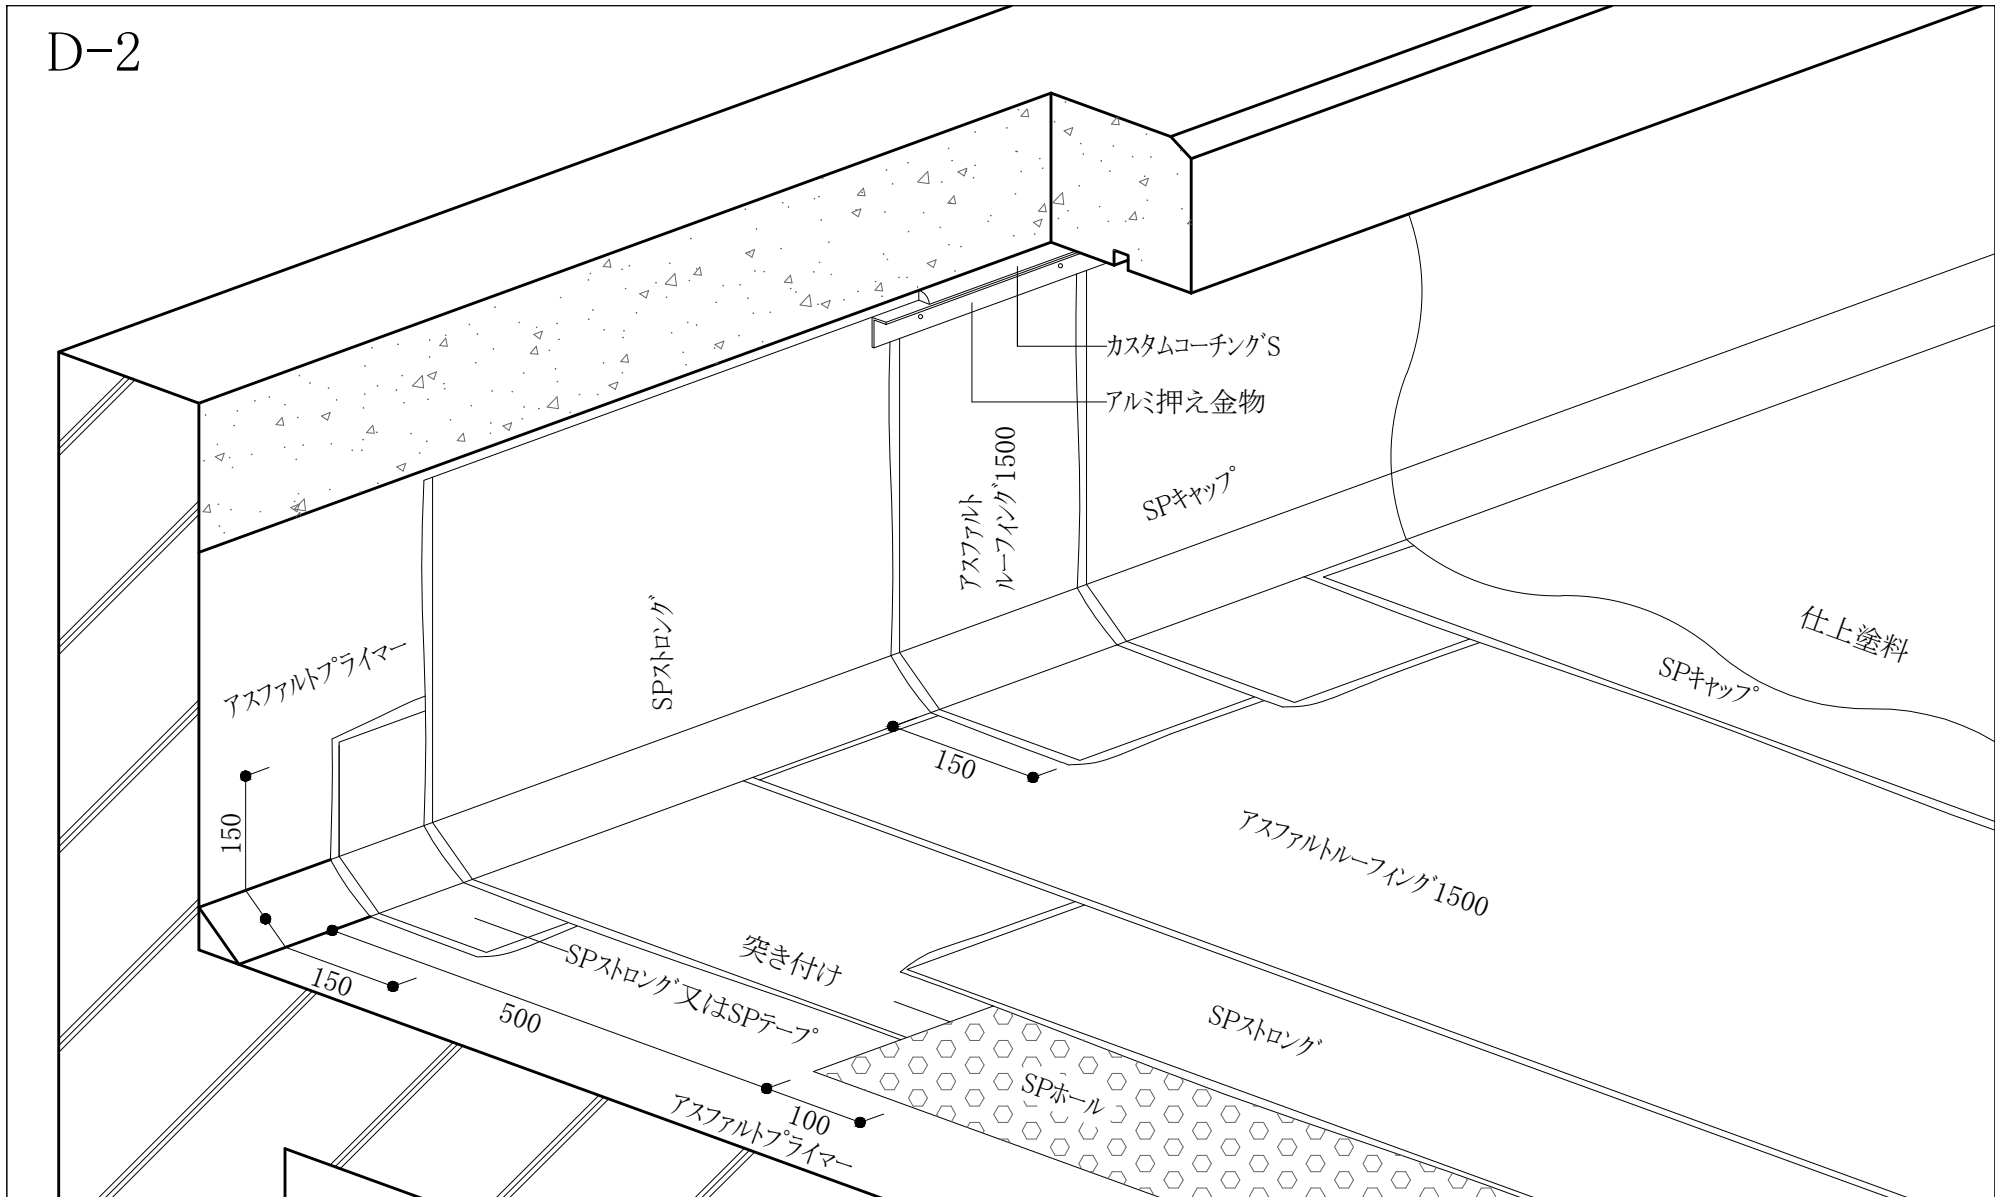 D-2
カスタムコーチングS
アルミ押え金物
アスファルト
ルーフィング1500
SPキャップ
SPストロング
アスファルトプライマー
仕上塗料
SPキャップ
150
150
アスファルトルーフィング1500
突き付け
SPストロング又はSPテープ
150
500
SPストロング
SPホール
100
アスファルトプライマー